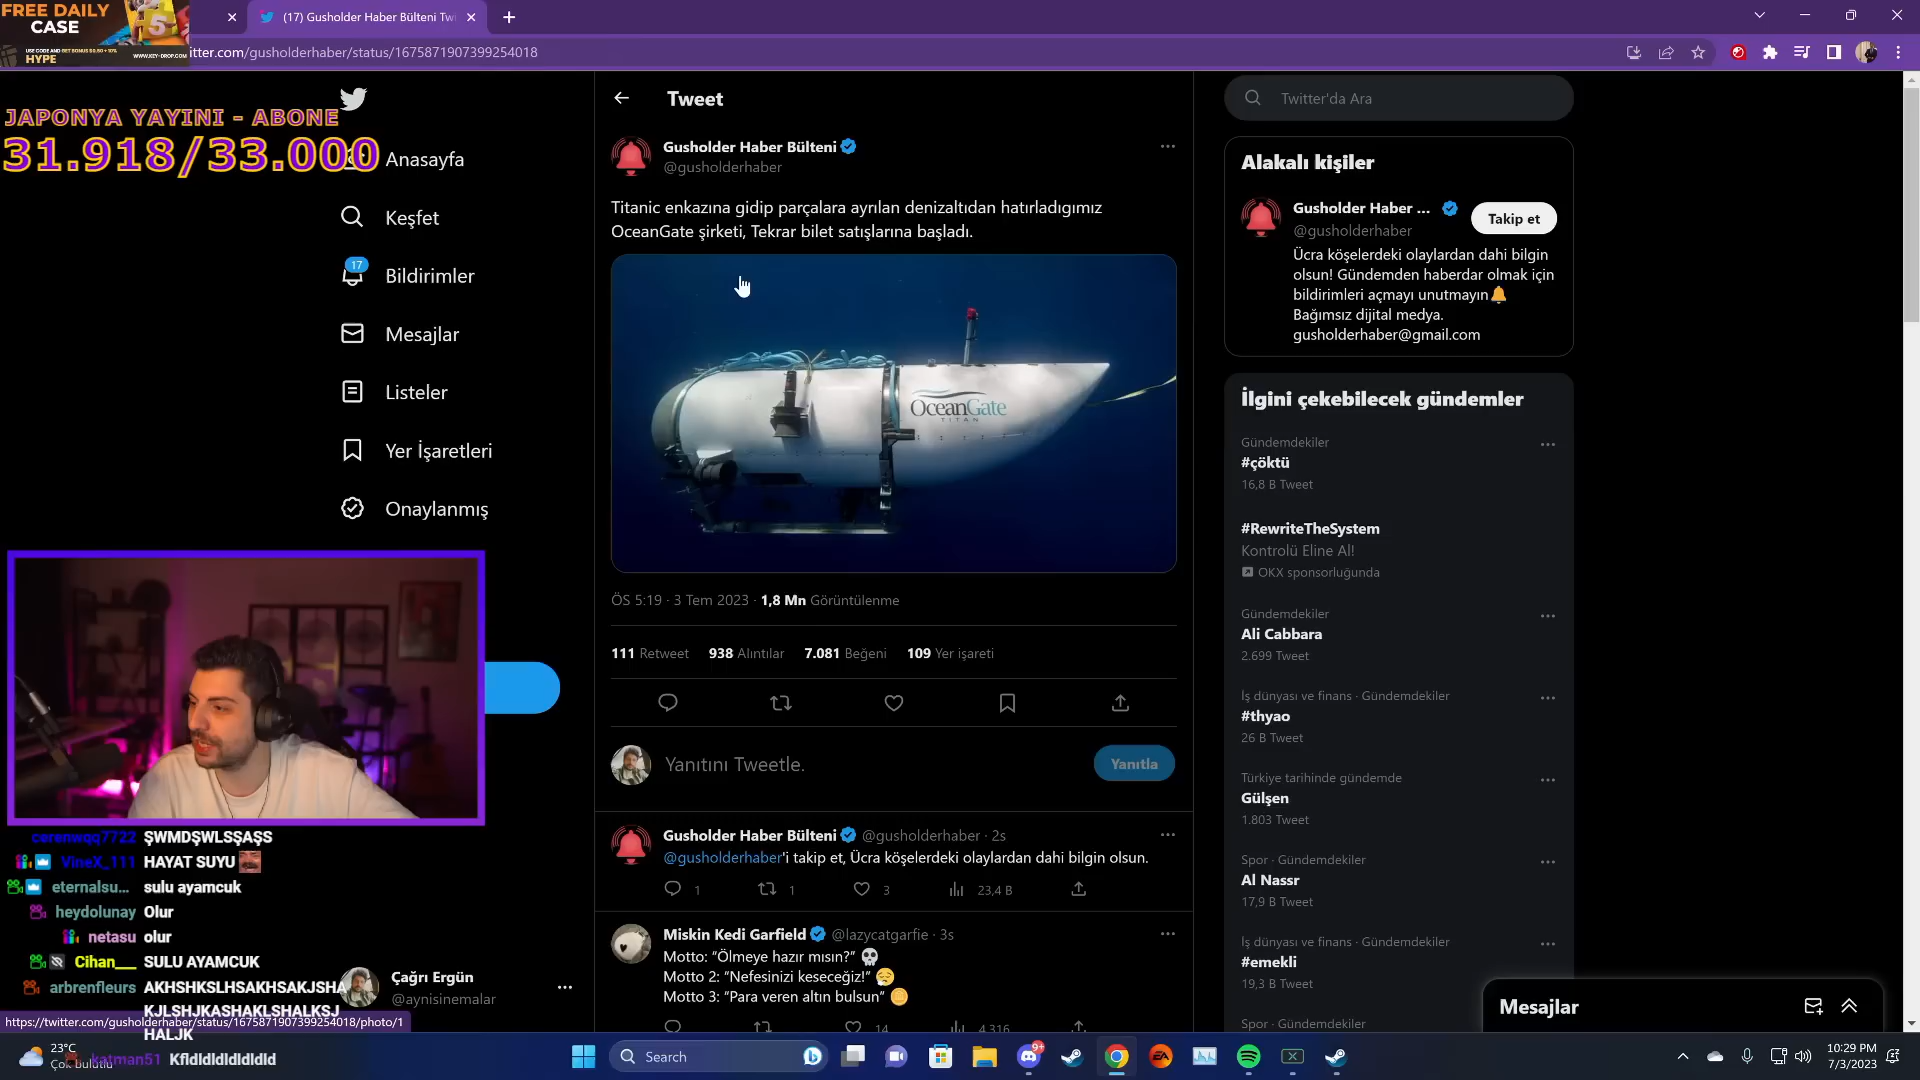 FREE DAILY
CASE
HYPE
WWW.KEY-DROP.COM
(17) Gusholder Haber Bülteni Twi
itter.com/gusholderhaber/status/1675871907399254018
JAPONYA YAYINI - ABONE
31.918/33.000
Anasayfa
Keşfet
17
Bildirimler
Mesajlar
Listeler
Yer İşaretleri
Onaylanmış
Tweet
Gusholder Haber Bülteni
@gusholderhaber
Titanic enkazına gidip parçalara ayrılan denizaltıdan hatırladıgımız
OceanGate şirketi, Tekrar bilet satışlarına başladı.
OceanGate
TITAN
ÖS 5:19 · 3 Tem 2023 · 1,8 Mn Görüntülenme
111 Retweet 938 Alıntılar 7.081 Beğeni 109 Yer işareti
Yanıtını Tweetle.
Yanıtla
Gusholder Haber Bülteni @gusholderhaber · 2s
@gusholderhaber'i takip et, Ücra köşelerdeki olaylardan dahi bilgin olsun.
1 1 3 23,4 B
Miskin Kedi Garfield @lazycatgarfie · 3s
Motto: "Ölmeye hazır mısın?" 💀
Motto 2: "Nefesinizi keseceğiz!" 😮‍💨
Motto 3: "Para veren altın bulsun" 🪙
14 4.316
Twitter'da Ara
Alakalı kişiler
Gusholder Haber ...
@gusholderhaber
Takip et
Ücra köşelerdeki olaylardan dahi bilgin
olsun! Gündemden haberdar olmak için
bildirimleri açmayı unutmayın🔔
Bağımsız dijital medya.
gusholderhaber@gmail.com
İlgini çekebilecek gündemler
Gündemdekiler
#çöktü
16,8 B Tweet
#RewriteTheSystem
Kontrolü Eline Al!
OKX sponsorluğunda
Gündemdekiler
Ali Cabbara
2.699 Tweet
İş dünyası ve finans · Gündemdekiler
#thyao
26 B Tweet
Türkiye tarihinde gündemde
Gülşen
1.803 Tweet
Spor · Gündemdekiler
Al Nassr
17,9 B Tweet
İş dünyası ve finans · Gündemdekiler
#emekli
19,3 B Tweet
Spor · Gündemdekiler
Mesajlar
cerenwqq7722 ŞWMDŞWLSŞAŞS
VineX_111 HAYAT SUYU
eternalsu... sulu ayamcuk
heydolunay Olur
netasu olur
Cihan___ SULU AYAMCUK
arbrenfleurs AKHSHKSLHSAKHSAKJSHA
KJLSHJKASHAKLSHALKSJ
HALJK
katman51 Kfldldldldldldld
Çağrı Ergün
@aynisinemalar
https://twitter.com/gusholderhaber/status/1675871907399254018/photo/1
23°C
Çok bulutlu
Search
9+
10:29 PM
7/3/2023